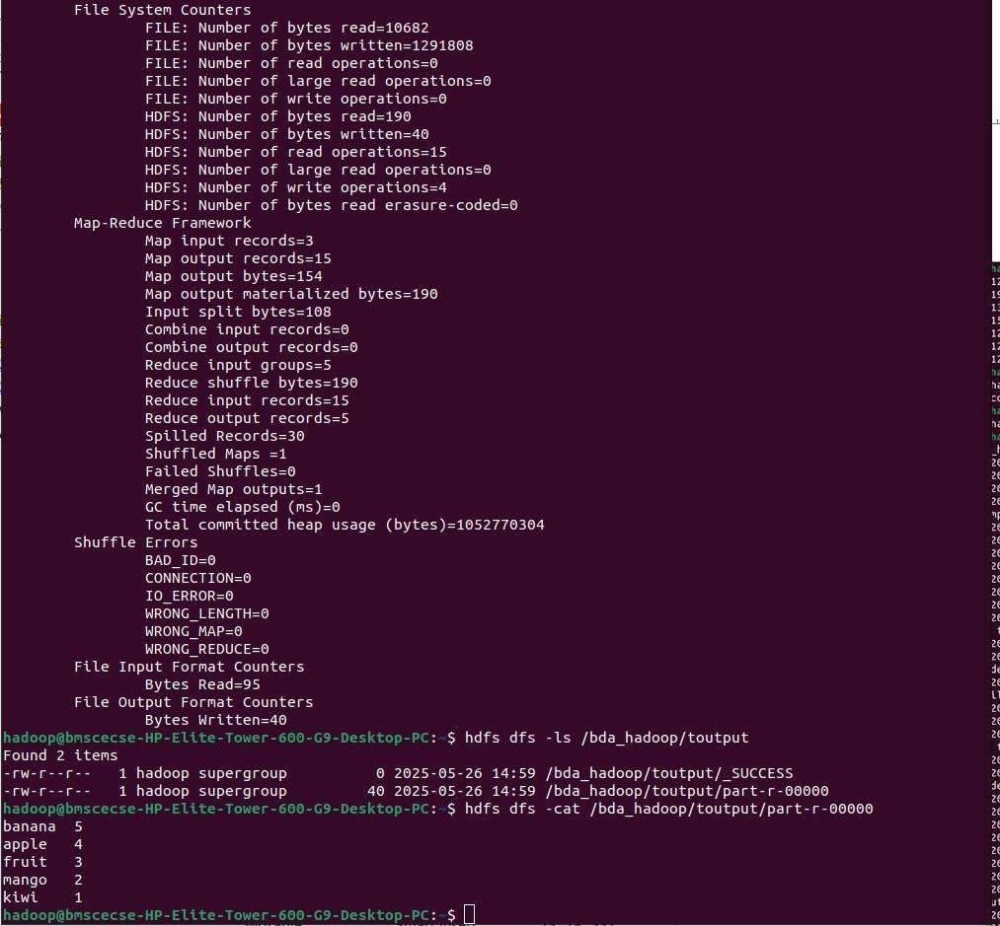 File System Counters
FILE: Number of bytes read=10682
FILE: Number of bytes written=1291808
FILE: Number of read operations=0
FILE: Number of large read operations=0
FILE: Number of write operations=0
HDFS: Number of bytes read=190
HDFS: Number of bytes written=40
HDFS: Number of read operations=15
HDFS: Number of large read operations=0
HDFS: Number of write operations=4
HDFS: Number of bytes read erasure-coded=0
Map-Reduce Framework
Map input records=3
Map output records=15
Map output bytes=154
Map output materialized bytes=190
Input split bytes=108
Combine input records=0
Combine output records=0
Reduce input groups=5
Reduce shuffle bytes=190
Reduce input records=15
Reduce output records=5
Spilled Records=30
Shuffled Maps =1
Failed Shuffles=0
Merged Map outputs=1
GC time elapsed (ms)=0
Total committed heap usage (bytes)=1052770304
Shuffle Errors
BAD_ID=0
CONNECTION=0
IO_ERROR=0
WRONG_LENGTH=0
WRONG_MAP=0
WRONG_REDUCE=0
File Input Format Counters
Bytes Read=95
File Output Format Counters
Bytes Written=40
hadoop@bmscecse-HP-Elite-Tower-600-G9-Desktop-PC:~$ hdfs dfs -ls /bda_hadoop/toutput
Found 2 items
-rw-r--r--   1 hadoop supergroup          0 2025-05-26 14:59 /bda_hadoop/toutput/_SUCCESS
-rw-r--r--   1 hadoop supergroup         40 2025-05-26 14:59 /bda_hadoop/toutput/part-r-00000
hadoop@bmscecse-HP-Elite-Tower-600-G9-Desktop-PC:~$ hdfs dfs -cat /bda_hadoop/toutput/part-r-00000
banana  5
apple   4
fruit   3
mango   2
kiwi    1
hadoop@bmscecse-HP-Elite-Tower-600-G9-Desktop-PC:~$